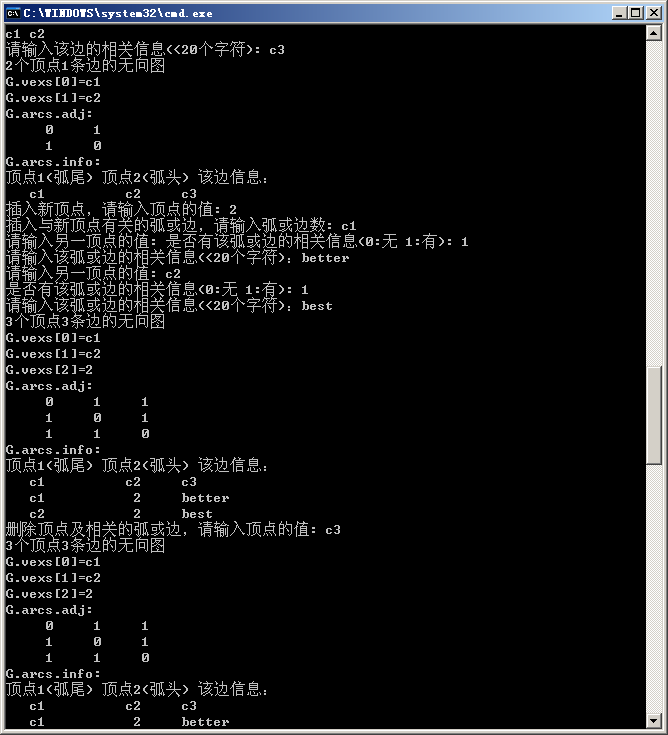 C:\WINDOWS\system32\cmd.exe
c1 c2
请输入该边的相关信息(<20个字符): c3
2个顶点1条边的无向图
G.vexs[0]=c1
G.vexs[1]=c2
G.arcs.adj:
0 1
1 0
G.arcs.info:
顶点1(弧尾) 顶点2(弧头) 该边信息:
c1 c2 c3
插入新顶点，请输入顶点的值: 2
插入与新顶点有关的弧或边，请输入弧或边数: c1
请输入另一顶点的值: 是否有该弧或边的相关信息(0:无 1:有): 1
请输入该弧或边的相关信息(<20个字符): better
请输入另一顶点的值: c2
是否有该弧或边的相关信息(0:无 1:有): 1
请输入该弧或边的相关信息(<20个字符): best
3个顶点3条边的无向图
G.vexs[0]=c1
G.vexs[1]=c2
G.vexs[2]=2
G.arcs.adj:
0 1 1
1 0 1
1 1 0
G.arcs.info:
顶点1(弧尾) 顶点2(弧头) 该边信息:
c1 c2 c3
c1 2 better
c2 2 best
删除顶点及相关的弧或边，请输入顶点的值: c3
3个顶点3条边的无向图
G.vexs[0]=c1
G.vexs[1]=c2
G.vexs[2]=2
G.arcs.adj:
0 1 1
1 0 1
1 1 0
G.arcs.info:
顶点1(弧尾) 顶点2(弧头) 该边信息:
c1 c2 c3
c1 2 better